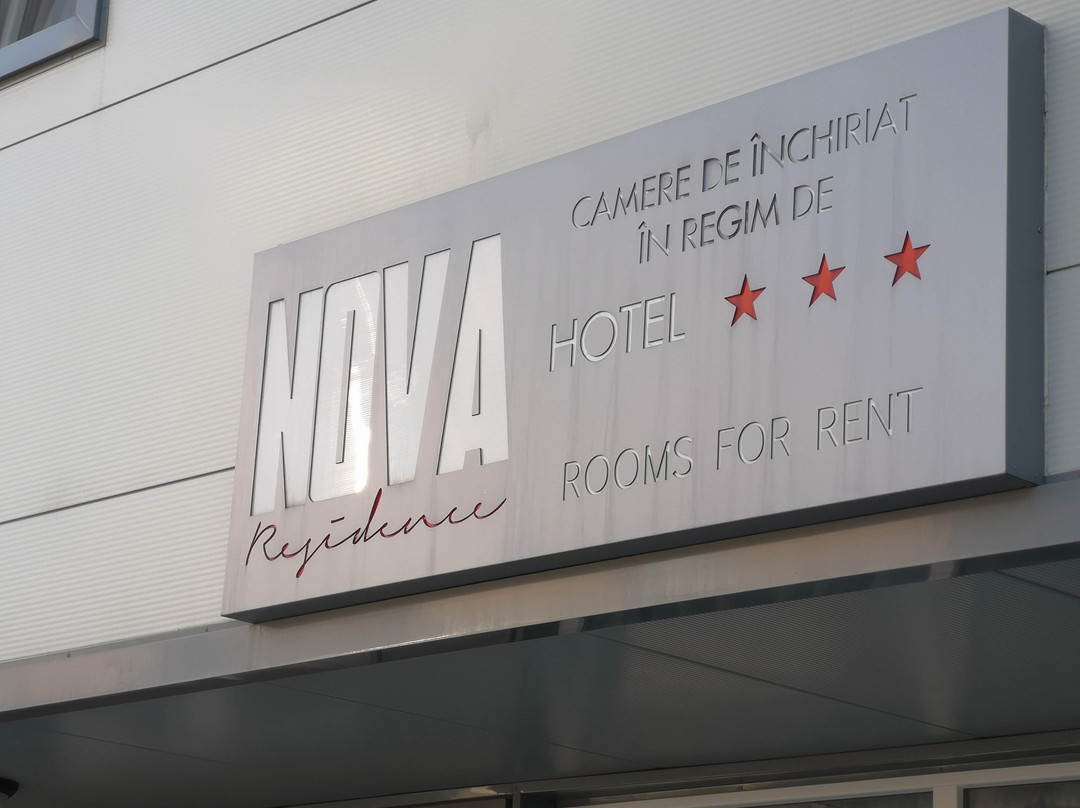 NOVA
Residence
CAMERE DE ÎNCHIRIAT
ÎN REGIM DE
HOTEL
ROOMS FOR RENT